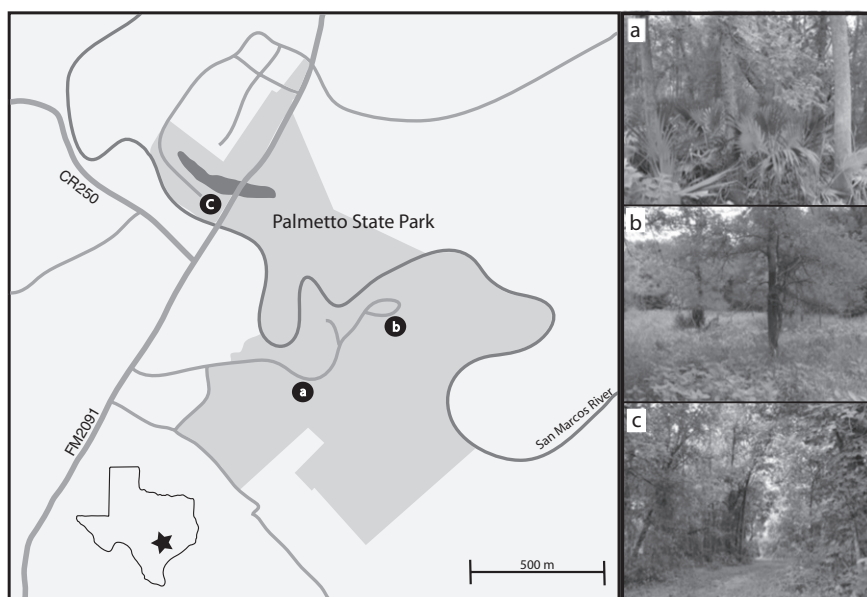 CR250
C
Palmetto State Park
b
a
FM2091
San Marcos River
500 m
a
b
c